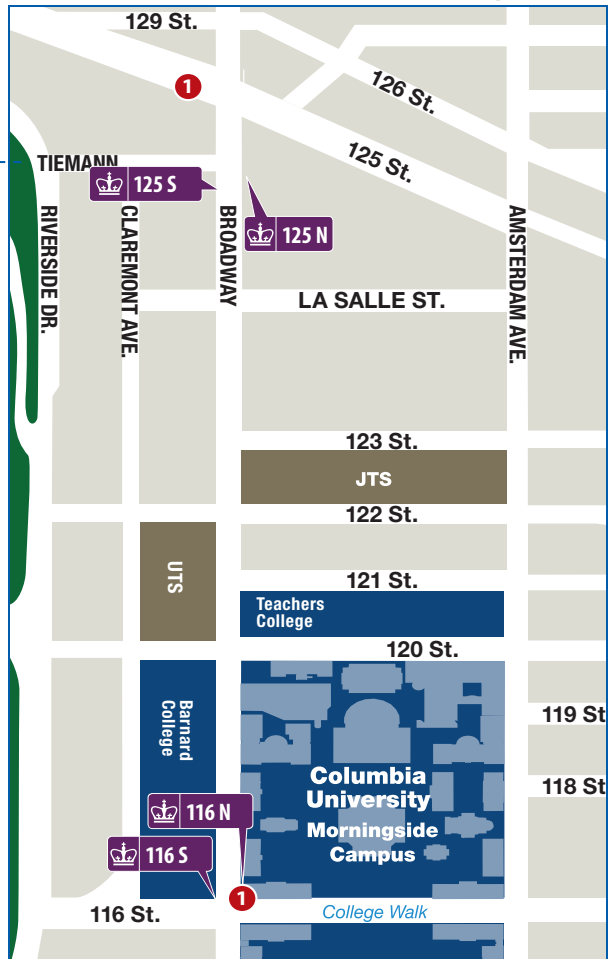 129 St.
1
126 St.
125 St.
TIEMANN
125 S
125 N
RIVERSIDE DR.
CLAREMONT AVE.
BROADWAY
AMSTERDAM AVE.
LA SALLE ST.
123 St.
JTS
122 St.
UTS
121 St.
Teachers
College
120 St.
Barnard
College
119 St
Columbia
University
Morningside
Campus
118 St
116 N
116 S
1
116 St.
College Walk